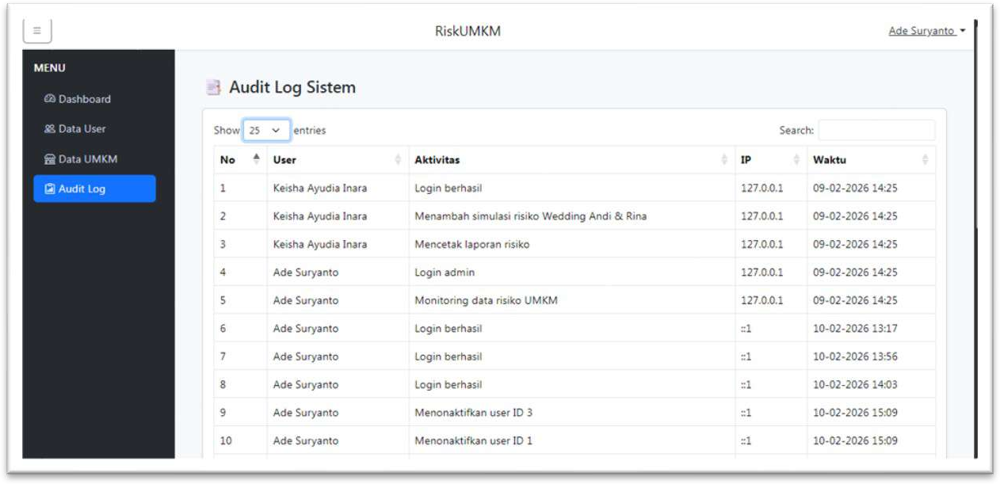 RiskUMKM
Ade Suryanto
MENU
Dashboard
Data User
Data UMKM
Audit Log
Audit Log Sistem
Show 25 entries
Search:
No User Aktivitas IP Waktu
1 Keisha Ayudia Inara Login berhasil 127.0.0.1 09-02-2026 14:25
2 Keisha Ayudia Inara Menambah simulasi risiko Wedding Andi & Rina 127.0.0.1 09-02-2026 14:25
3 Keisha Ayudia Inara Mencetak laporan risiko 127.0.0.1 09-02-2026 14:25
4 Ade Suryanto Login admin 127.0.0.1 09-02-2026 14:25
5 Ade Suryanto Monitoring data risiko UMKM 127.0.0.1 09-02-2026 14:25
6 Ade Suryanto Login berhasil ::1 10-02-2026 13:17
7 Ade Suryanto Login berhasil ::1 10-02-2026 13:56
8 Ade Suryanto Login berhasil ::1 10-02-2026 14:03
9 Ade Suryanto Menonaktifkan user ID 3 ::1 10-02-2026 15:09
10 Ade Suryanto Menonaktifkan user ID 1 ::1 10-02-2026 15:09